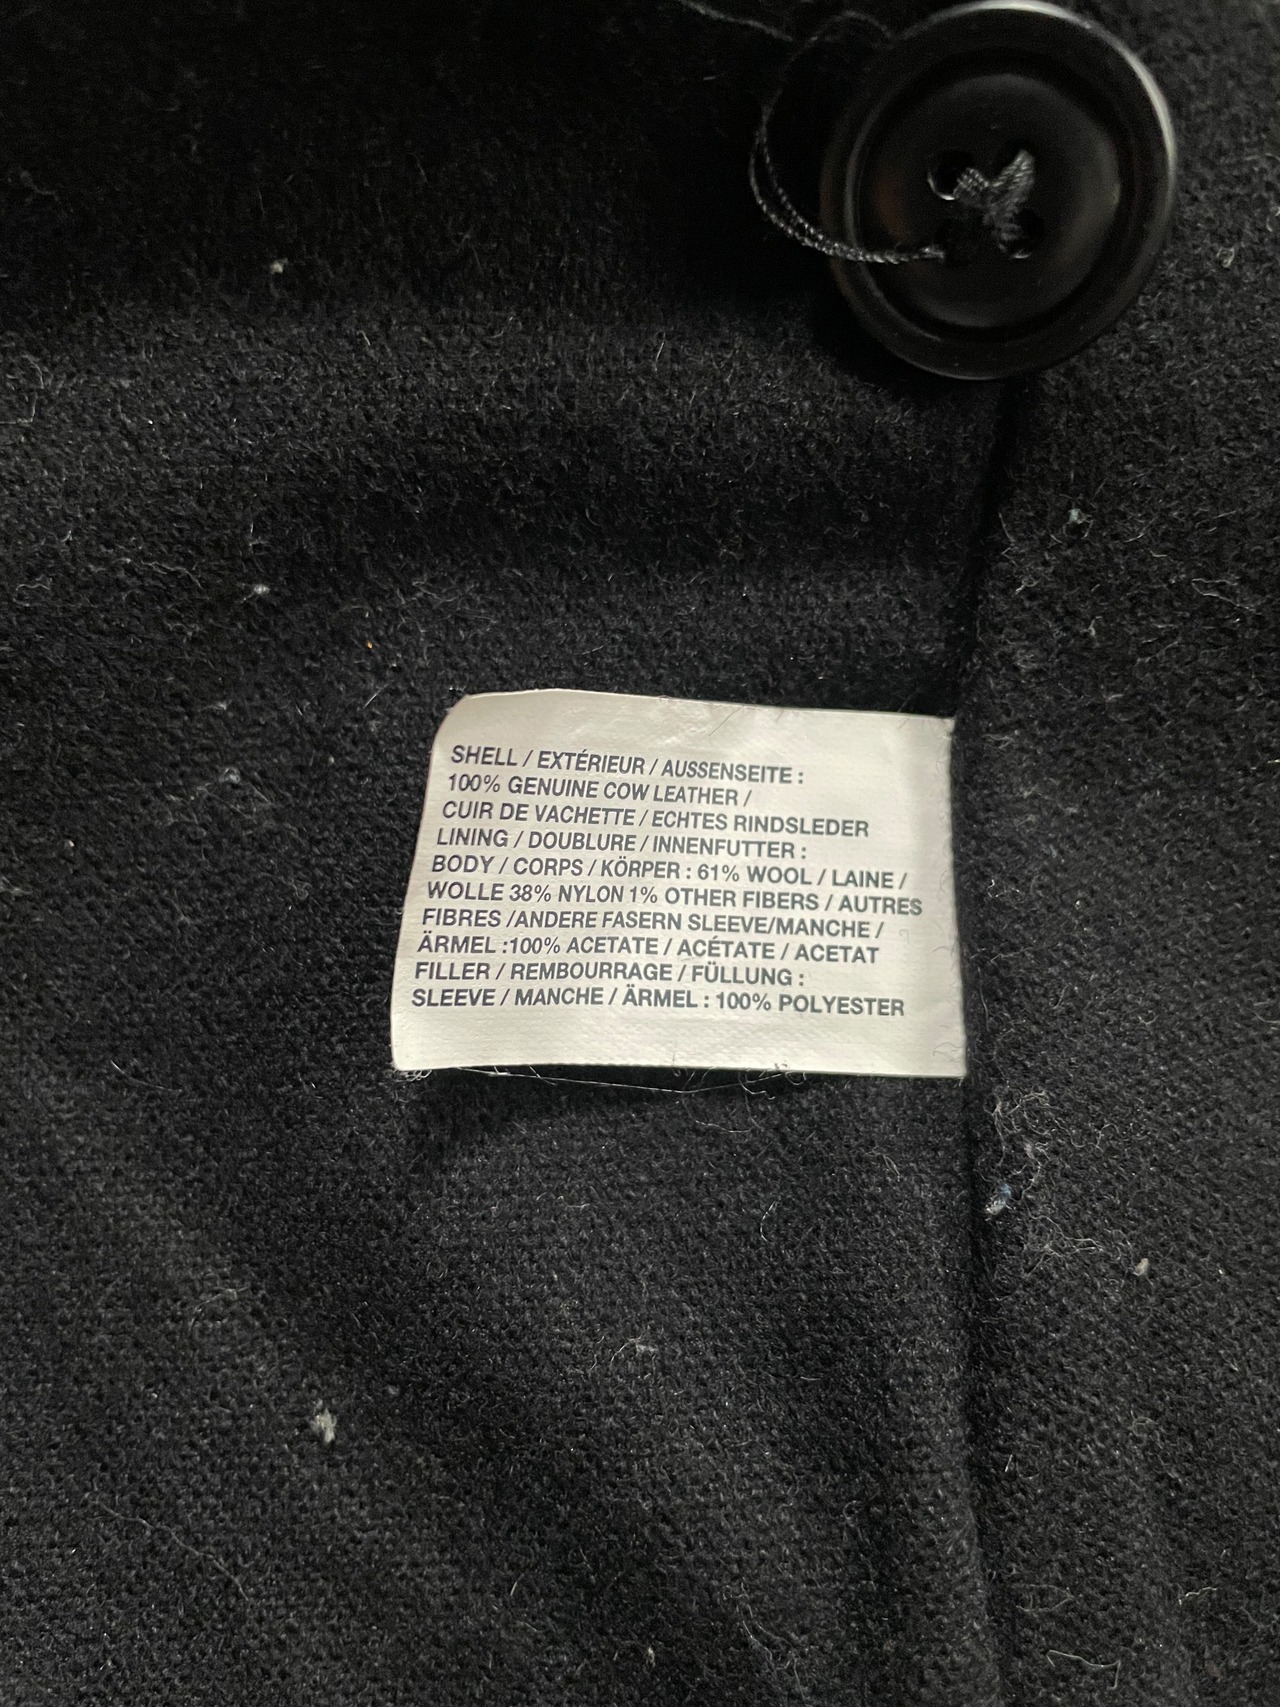 SHELL / EXTÉRIEUR / AUSSENSEITE :
100% GENUINE COW LEATHER /
CUIR DE VACHETTE / ECHTES RINDSLEDER
LINING / DOUBLURE / INNENFUTTER :
BODY / CORPS / KÖRPER : 61% WOOL / LAINE /
WOLLE 38% NYLON 1% OTHER FIBERS / AUTRES
FIBRES /ANDERE FASERN SLEEVE/MANCHE /
ÄRMEL :100% ACETATE / ACÉTATE / ACETAT
FILLER / REMBOURRAGE / FÜLLUNG :
SLEEVE / MANCHE / ÄRMEL : 100% POLYESTER